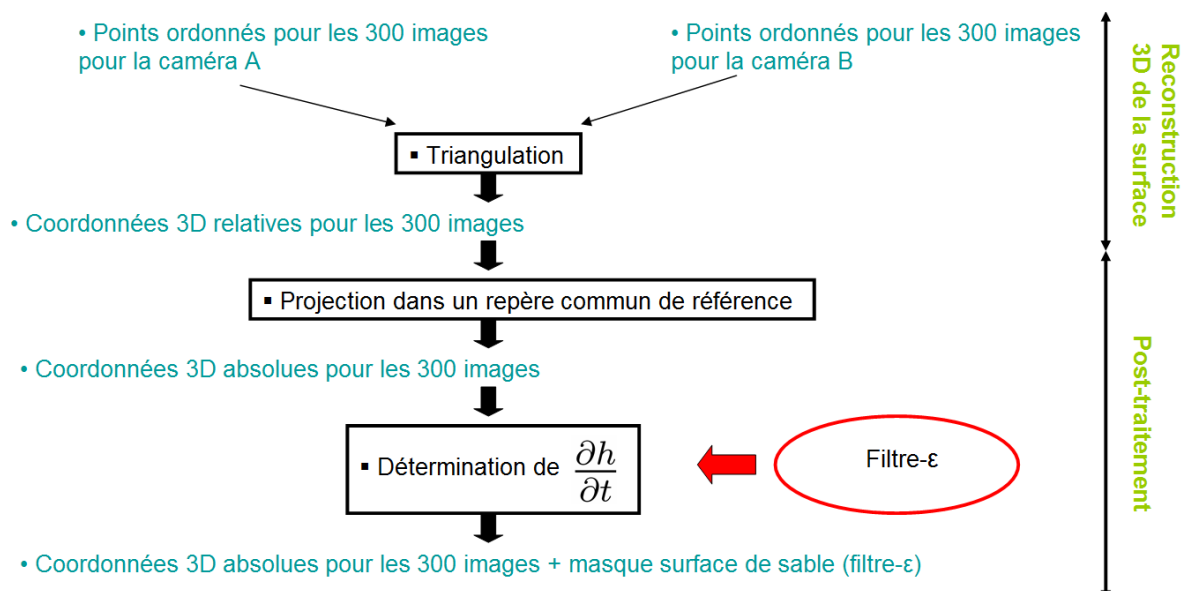 • Points ordonnés pour les 300 images
pour la caméra A
• Points ordonnés pour les 300 images
pour la caméra B
▪ Triangulation
• Coordonnées 3D relatives pour les 300 images
Reconstruction
3D de la surface
▪ Projection dans un repère commun de référence
• Coordonnées 3D absolues pour les 300 images
▪ Détermination de ∂h/∂t
Filtre-ε
• Coordonnées 3D absolues pour les 300 images + masque surface de sable (filtre-ε)
Post-traitement